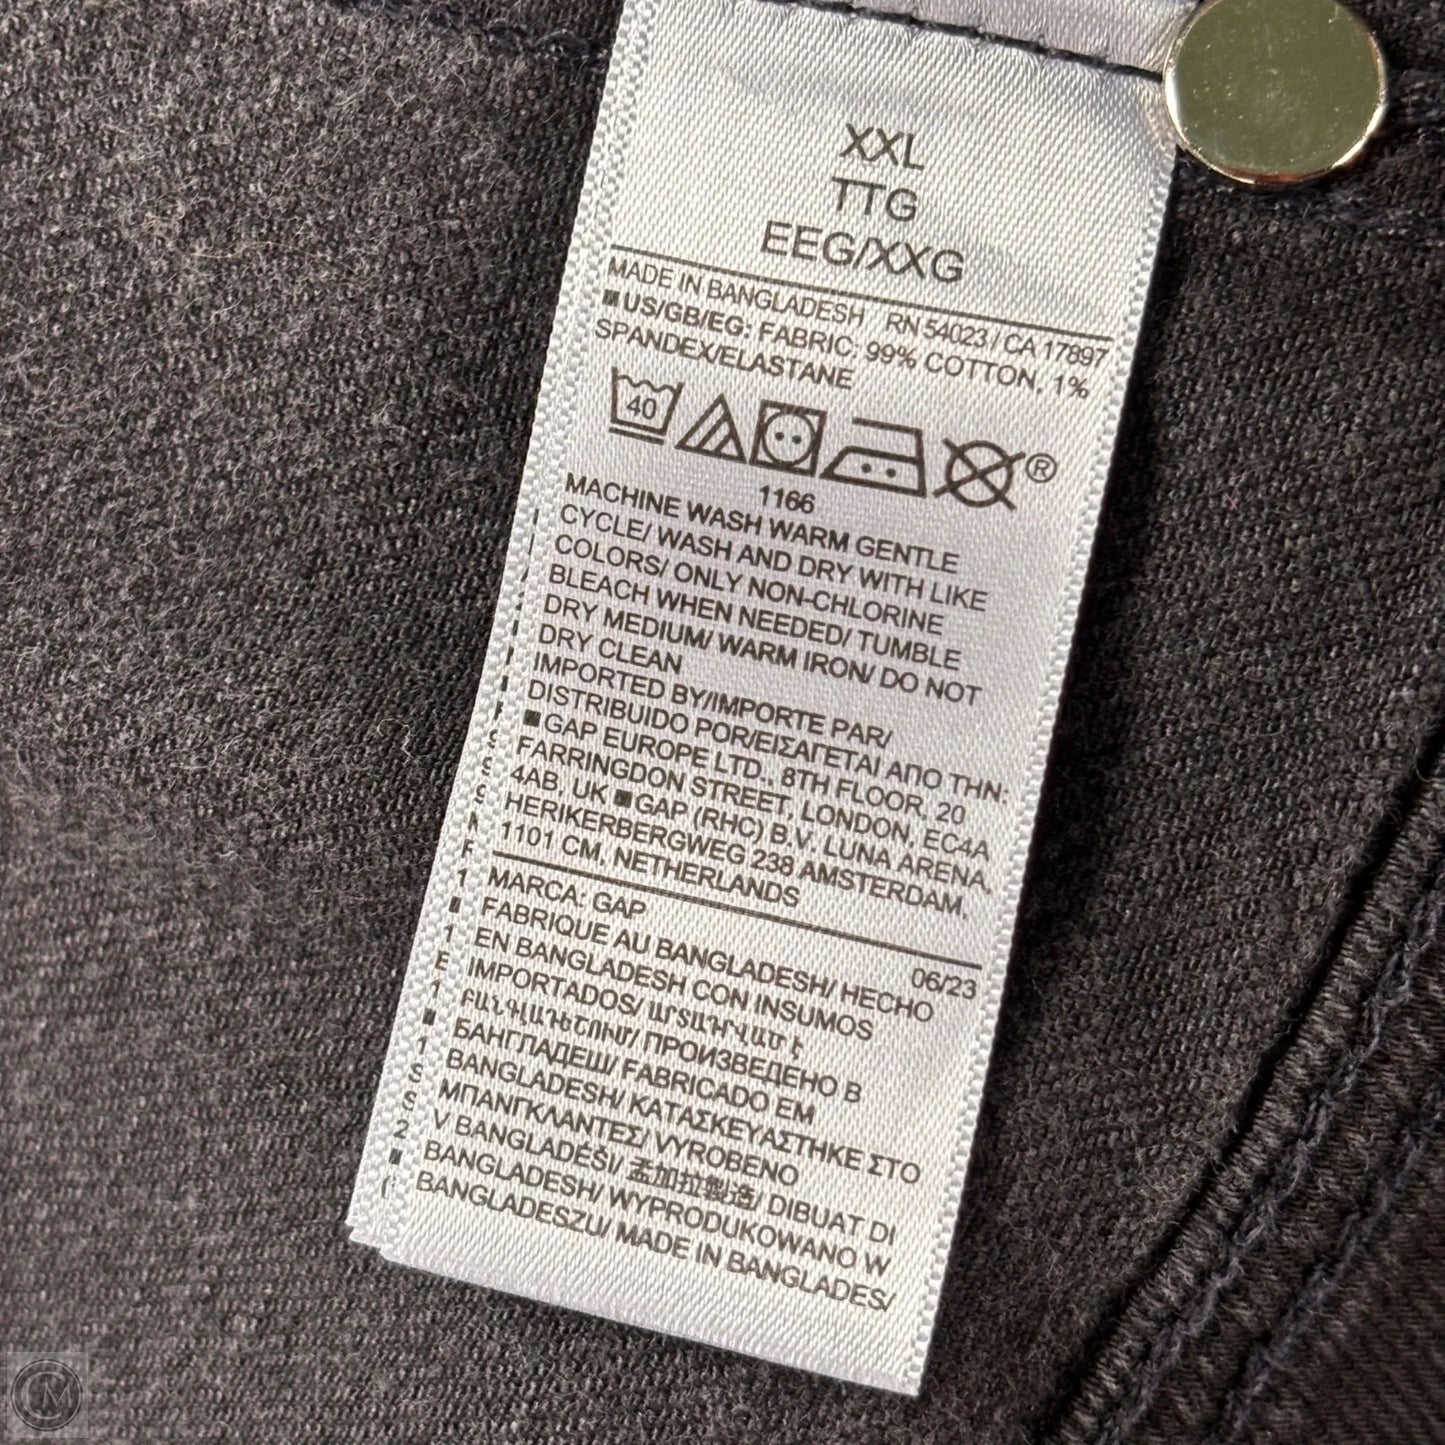 XXL
TTG
EEG/XXG
MADE IN BANGLADESH RN 54023 / CA 17897
■ US/GB/EG: FABRIC: 99% COTTON, 1%
SPANDEX/ELASTANE
40
®
1166
MACHINE WASH WARM GENTLE
CYCLE/ WASH AND DRY WITH LIKE
COLORS/ ONLY NON-CHLORINE
BLEACH WHEN NEEDED/ TUMBLE
DRY MEDIUM/ WARM IRON/ DO NOT
DRY CLEAN
IMPORTED BY/IMPORTE PAR/
DISTRIBUIDO POR/ΕΙΣΑΓΕΤΑΙ ΑΠΟ ΤΗΝ:
■GAP EUROPE LTD., 8TH FLOOR, 20
FARRINGDON STREET, LONDON, EC4A
4AB, UK ■GAP (RHC) B.V. LUNA ARENA,
HERIKERBERGWEG 238 AMSTERDAM,
1101 CM, NETHERLANDS
MARCA: GAP
06/23
FABRIQUE AU BANGLADESH/ HECHO
EN BANGLADESH CON INSUMOS
IMPORTADOS/ ԱՐՏԱԴՐՎԱԾ Է
ԲԱՆԳԼԱԴԵՇՈՒՄ/ ПРОИЗВЕДЕНО В
БАНГЛАДЕШ/ FABRICADO EM
BANGLADESH/ ΚΑΤΑΣΚΕΥΑΣΤΗΚΕ ΣΤΟ
ΜΠΑΝΓΚΛΑΝΤΕΣ/ VYROBENO
V BANGLADÉŠI/ 孟加拉製造/ DIBUAT DI
BANGLADESH/ WYPRODUKOWANO W
BANGLADESZU/ MADE IN BANGLADES/
CM